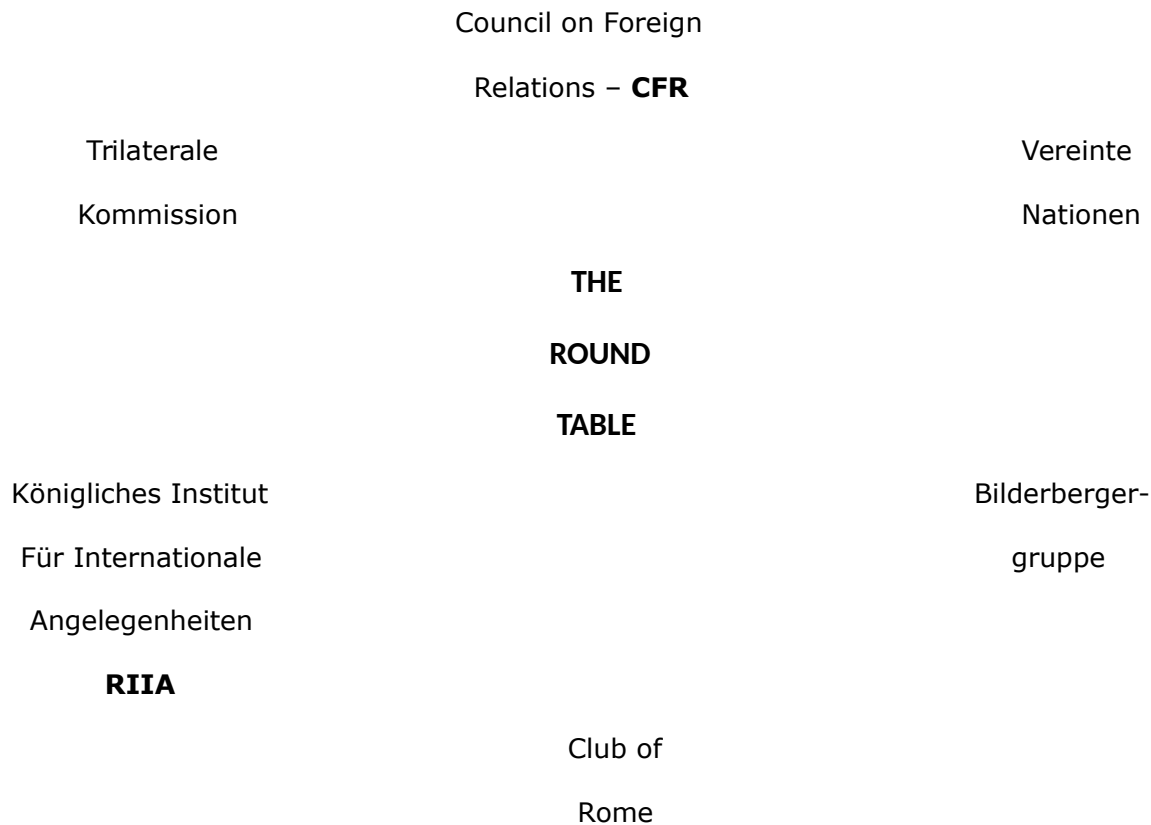 Council on Foreign
Relations – CFR
Trilaterale Vereinte
Kommission Nationen
THE
ROUND
TABLE
Königliches Institut Bilderberger-
Für Internationale gruppe
Angelegenheiten
RIIA
Club of
Rome